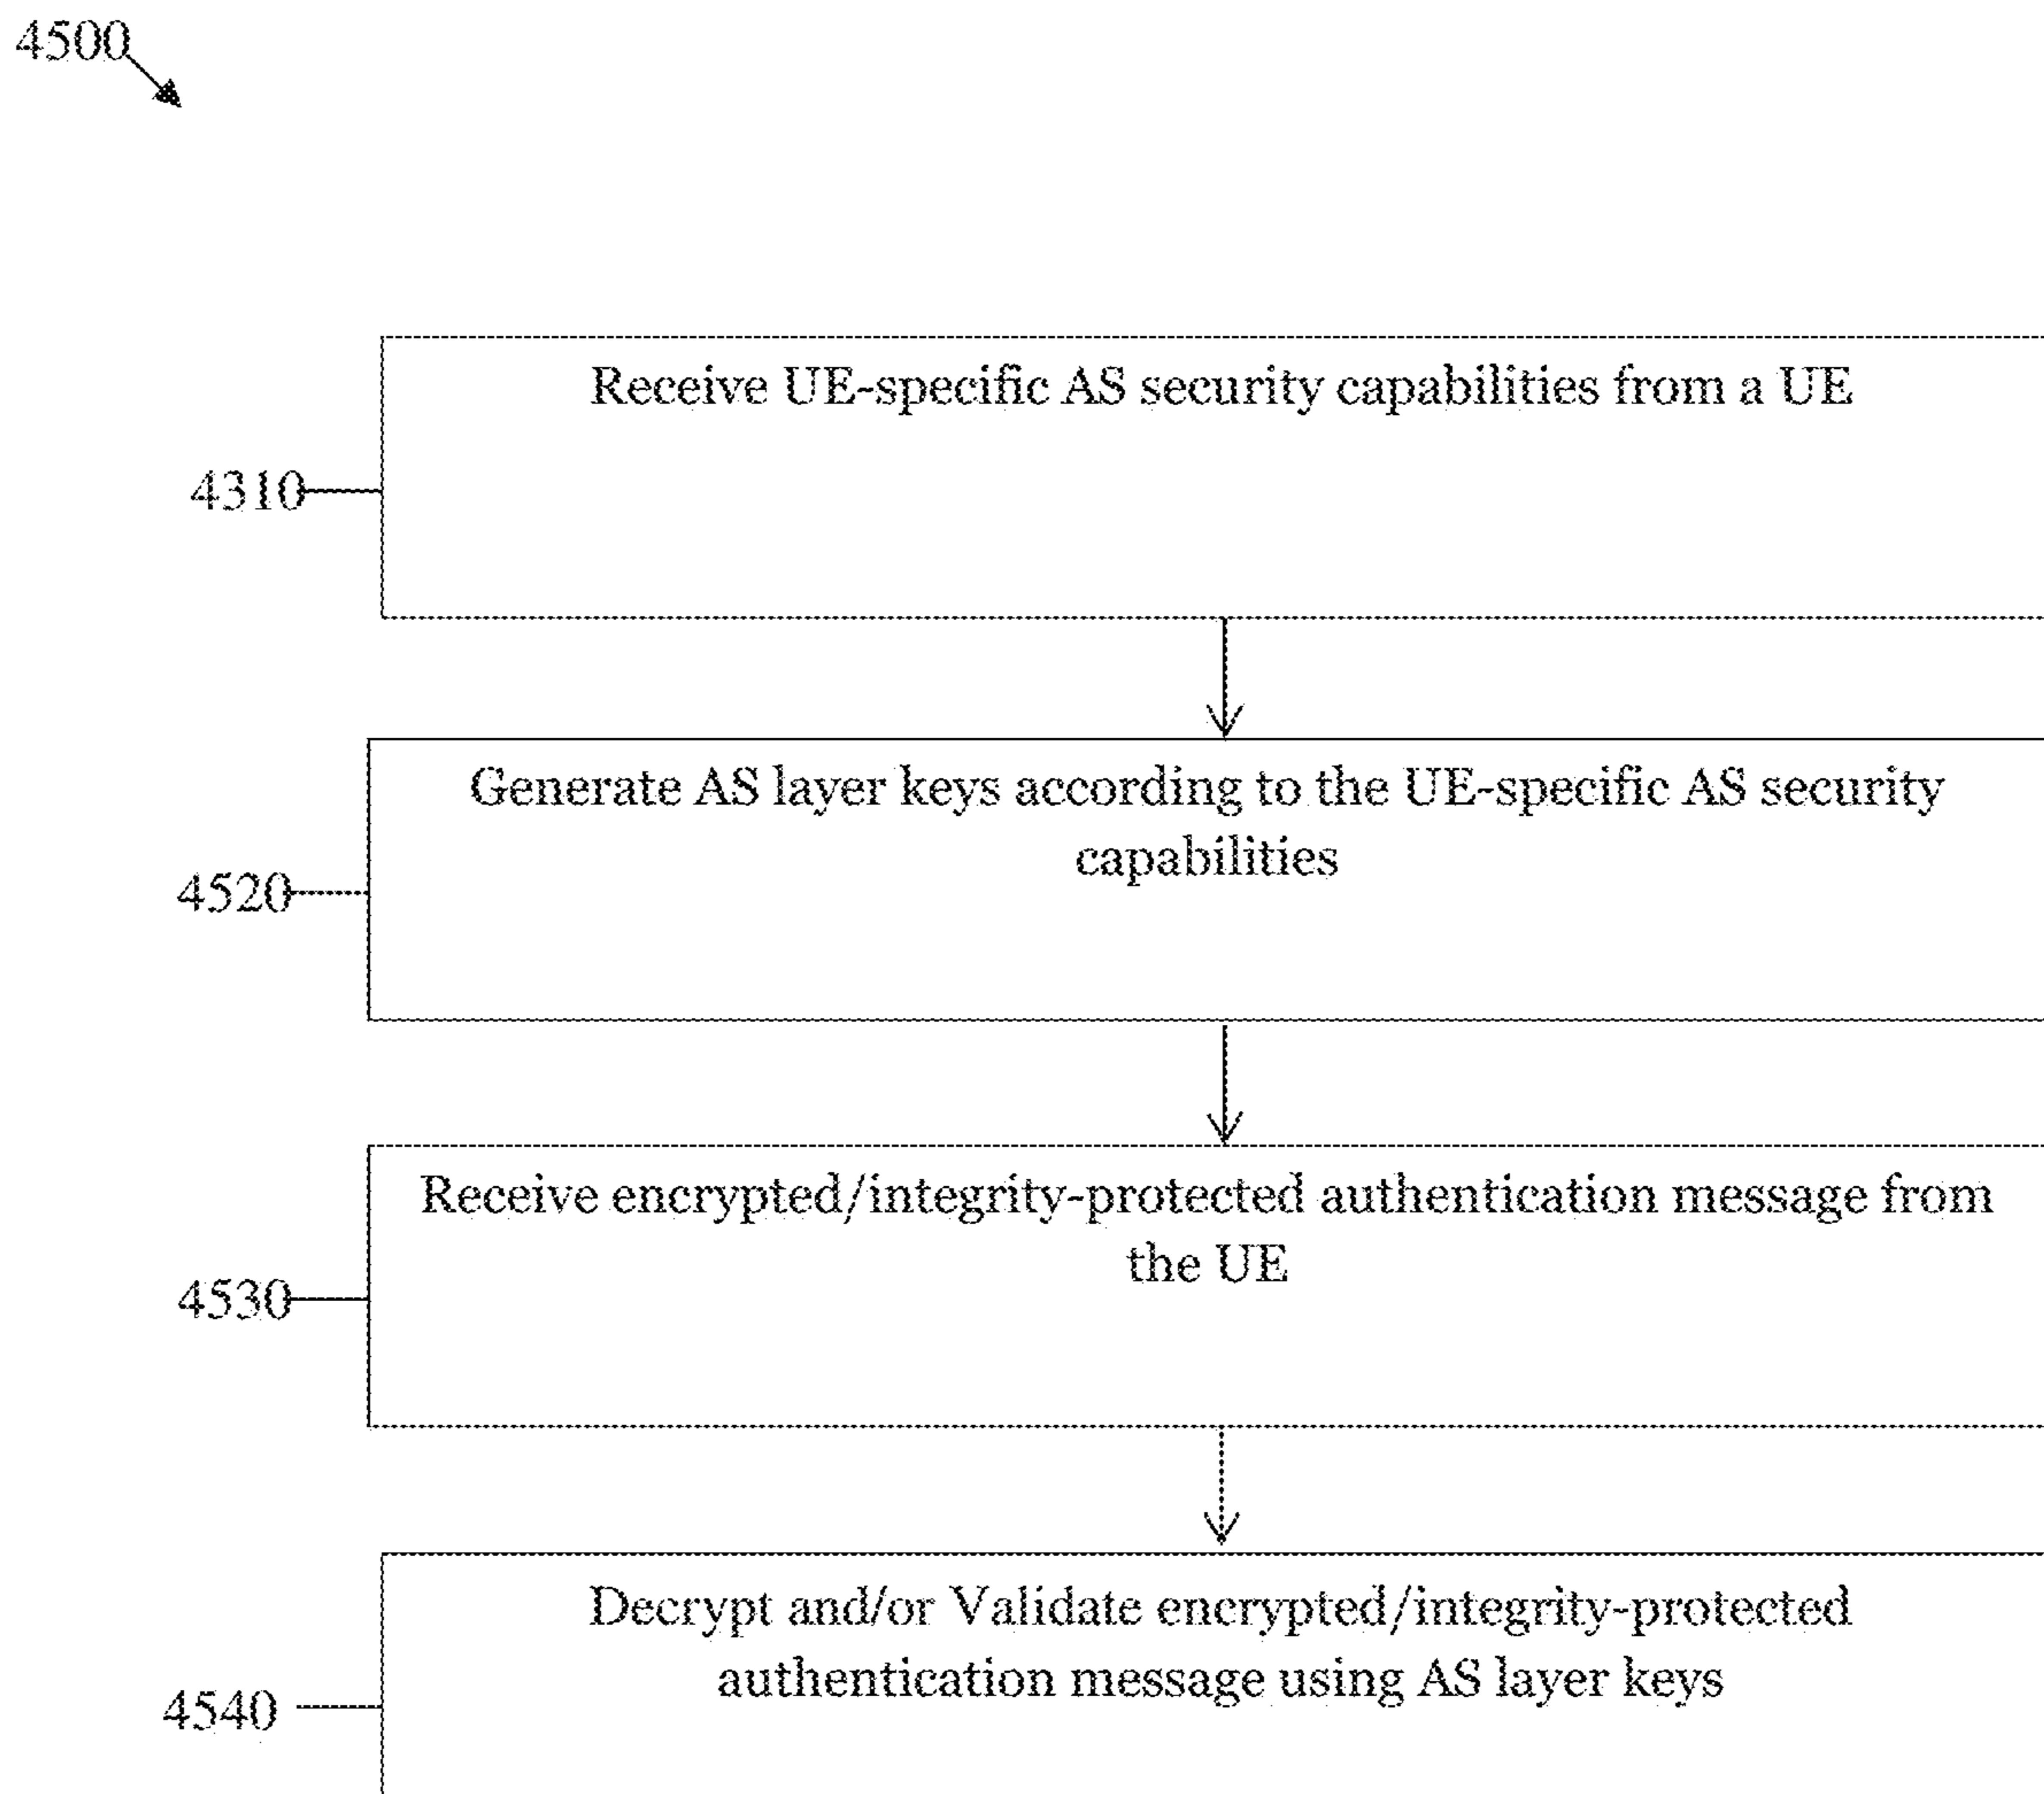 4500
Receive UE-specific AS security capabilities from a UE
4310
Generate AS layer keys according to the UE-specific AS security
capabilities
4520
Receive encrypted/integrity-protected authentication message from
the UE
4530
Decrypt and/or Validate encrypted/integrity-protected
authentication message using AS layer keys
4540